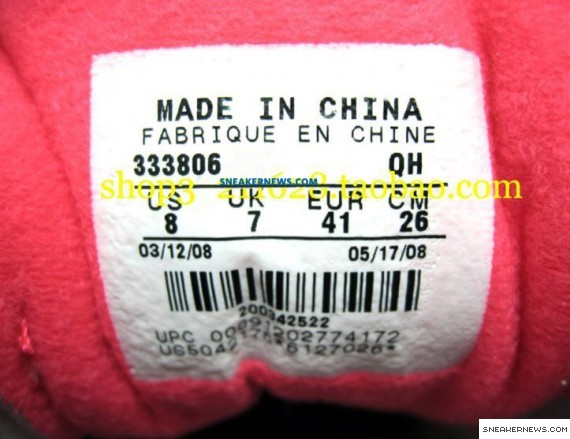 MADE IN CHINA
FABRIQUE EN CHINE
333806 QH
SNEAKERNEWS.COM
US UK EUR CM
8 7 41 26
03/12/08 05/17/08
200342522
UPC
SNEAKERNEWS.COM